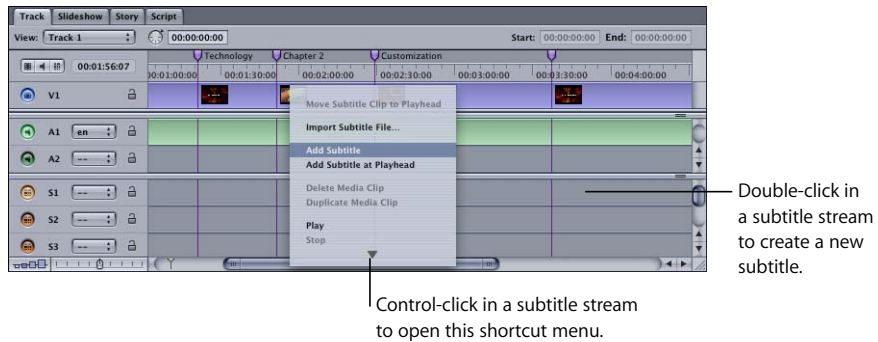 Track Slideshow Story Script
View: Track 1 00:00:00:00 Start: 00:00:00:00 End: 00:00:00:00
Technology Chapter 2 Customization
00:01:56:07
00:01:00:00 00:01:30:00 00:02:00:00 00:02:30:00 00:03:00:00 00:03:30:00 00:04:00:00
V1
Move Subtitle Clip to Playhead
Import Subtitle File...
A1 en
Add Subtitle
A2 --
Add Subtitle at Playhead
Delete Media Clip
S1 --
Duplicate Media Clip
S2 --
Play
Stop
S3 --
Double-click in
a subtitle stream
to create a new
subtitle.
Control-click in a subtitle stream
to open this shortcut menu.